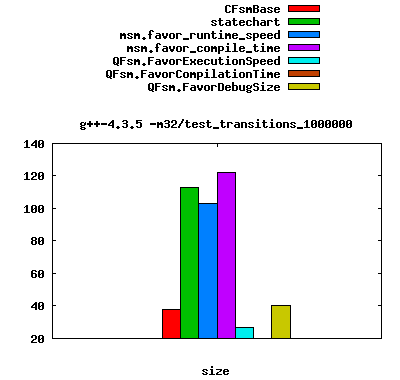 CFsmBase
statechart
msm.favor_runtime_speed
msm.favor_compile_time
QFsm.FavorExecutionSpeed
QFsm.FavorCompilationTime
QFsm.FavorDebugSize
g++-4.3.5 -m32/test_transitions_1000000
140
120
100
80
60
40
20
size